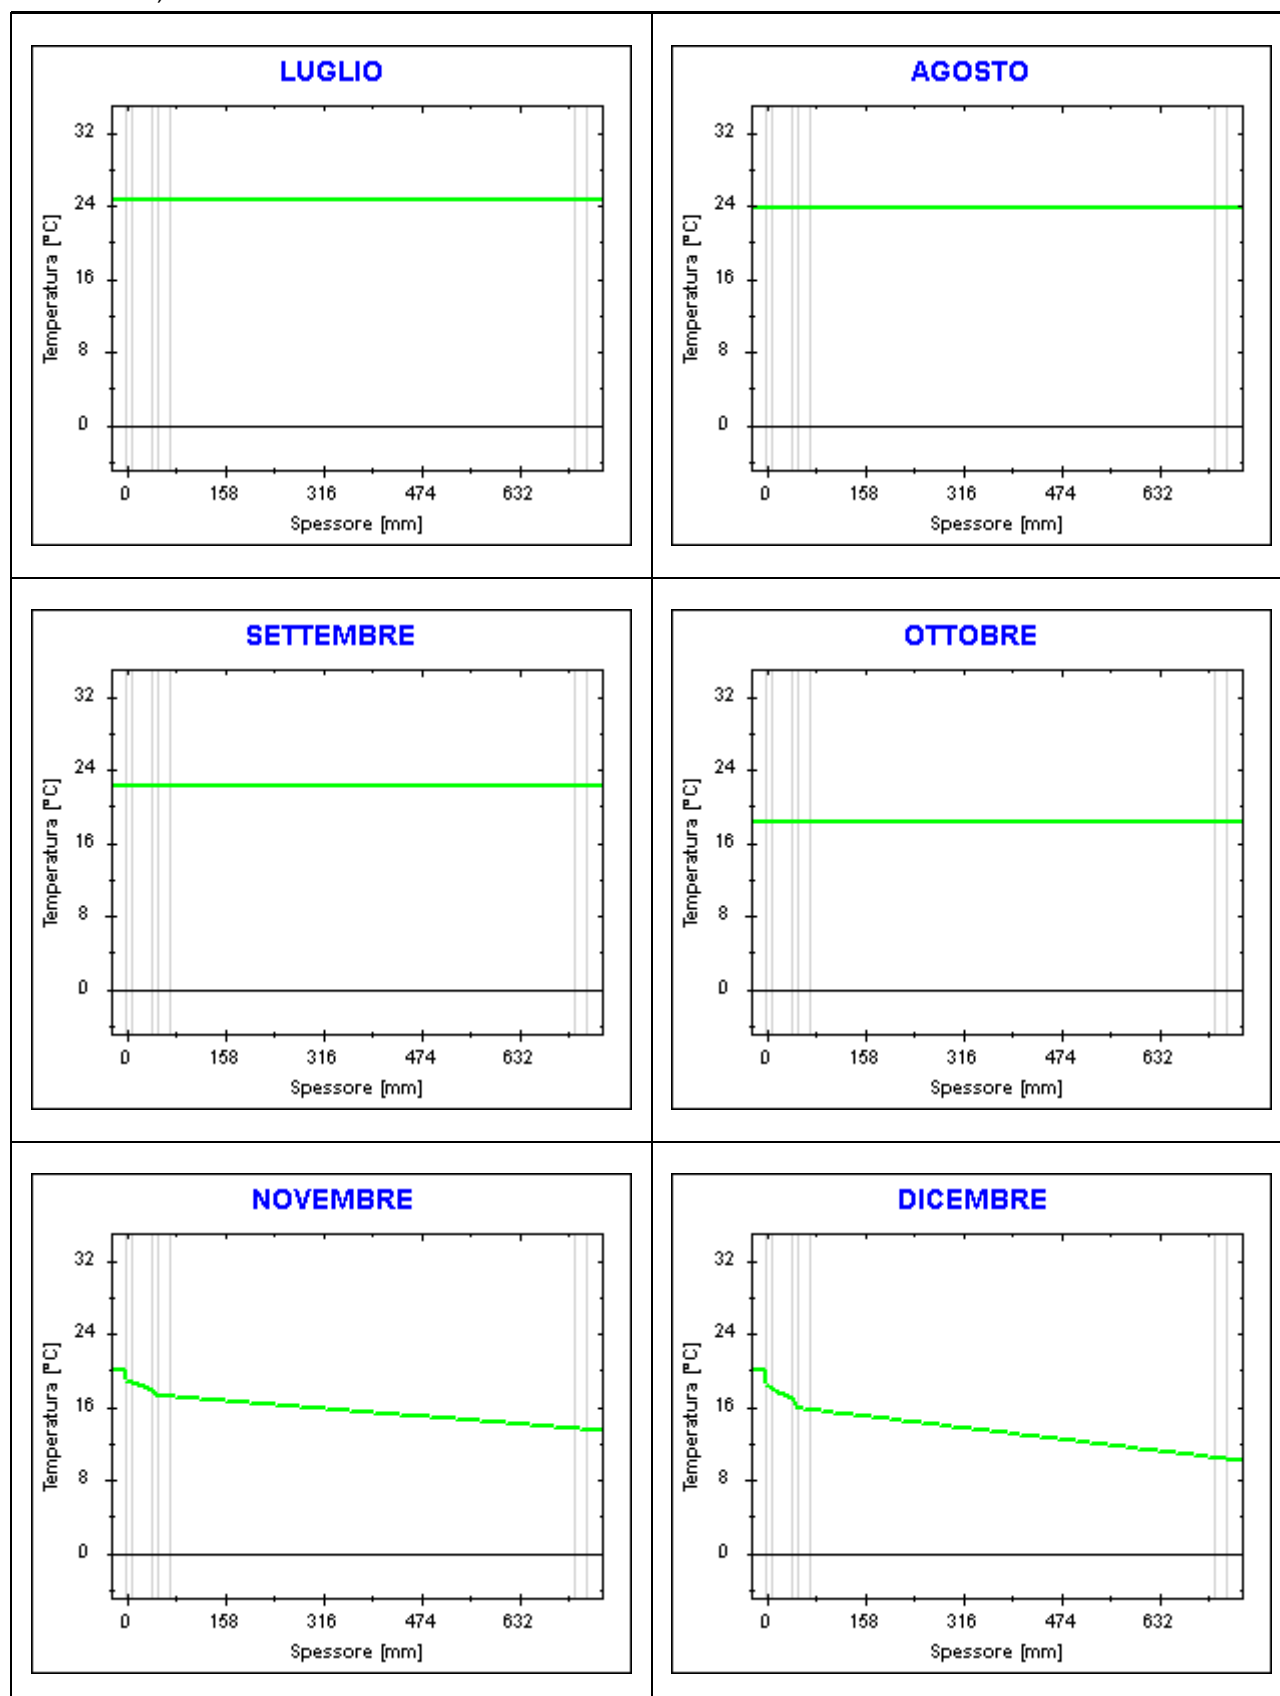 LUGLIO
32
24
16
8
0
Temperatura [°C]
0 158 316 474 632
Spessore [mm]
AGOSTO
32
24
16
8
0
Temperatura [°C]
0 158 316 474 632
Spessore [mm]
SETTEMBRE
32
24
16
8
0
Temperatura [°C]
0 158 316 474 632
Spessore [mm]
OTTOBRE
32
24
16
8
0
Temperatura [°C]
0 158 316 474 632
Spessore [mm]
NOVEMBRE
32
24
16
8
0
Temperatura [°C]
0 158 316 474 632
Spessore [mm]
DICEMBRE
32
24
16
8
0
Temperatura [°C]
0 158 316 474 632
Spessore [mm]